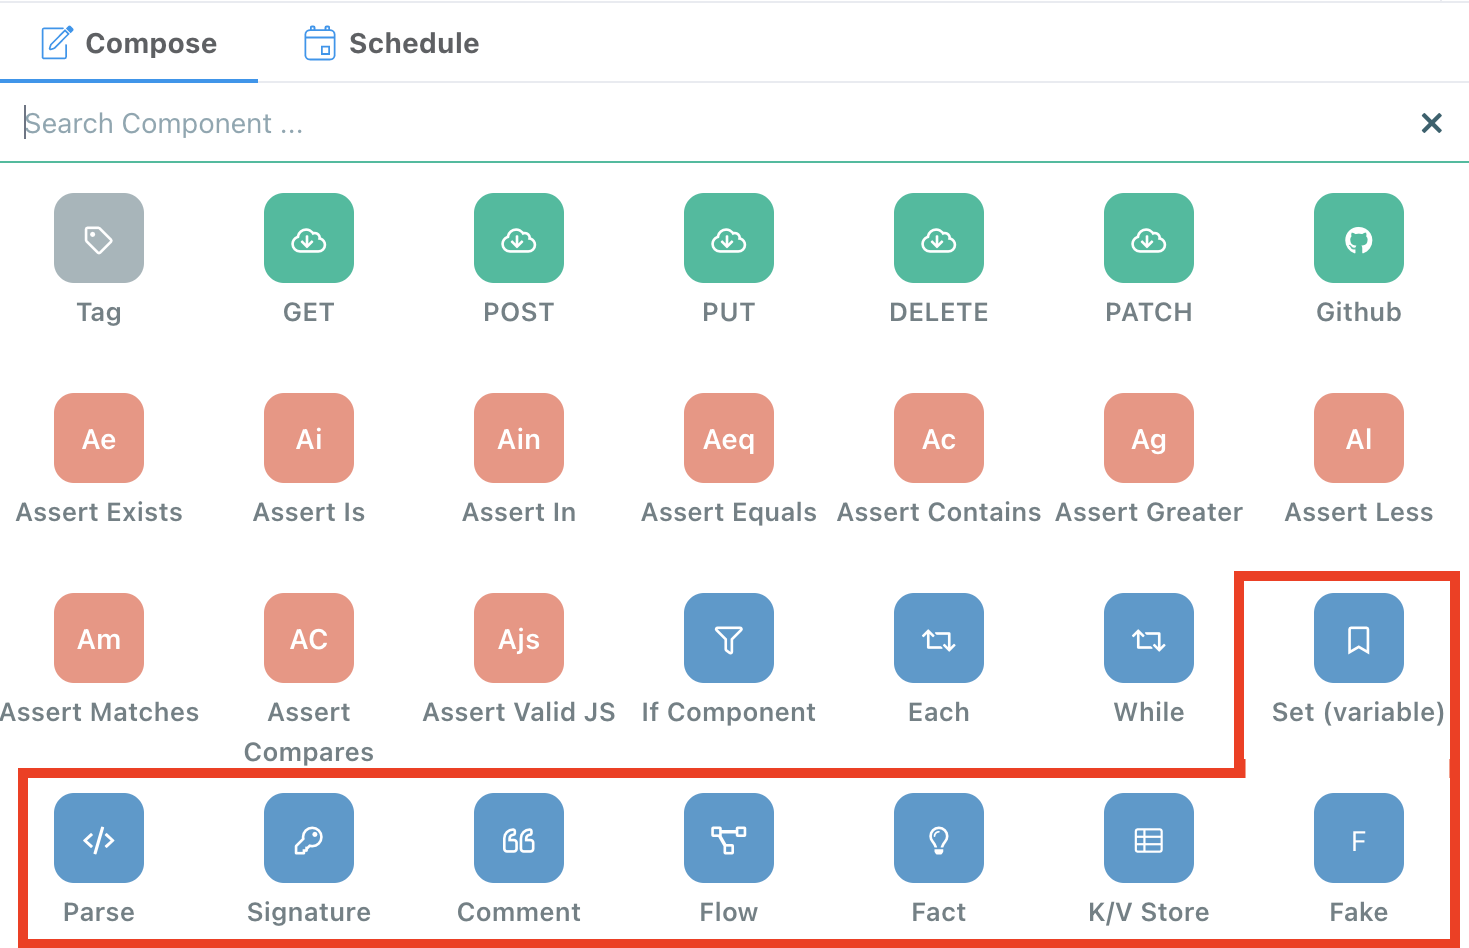 Compose Schedule
Search Component ...
Tag GET POST PUT DELETE PATCH Github
Ae Ai Ain Aeq Ac Ag Al
Assert Exists Assert Is Assert In Assert Equals Assert Contains Assert Greater Assert Less
Am AC Ajs
Assert Matches Assert Assert Valid JS If Component Each While Set (variable)
Compares
</> F
Parse Signature Comment Flow Fact K/V Store Fake